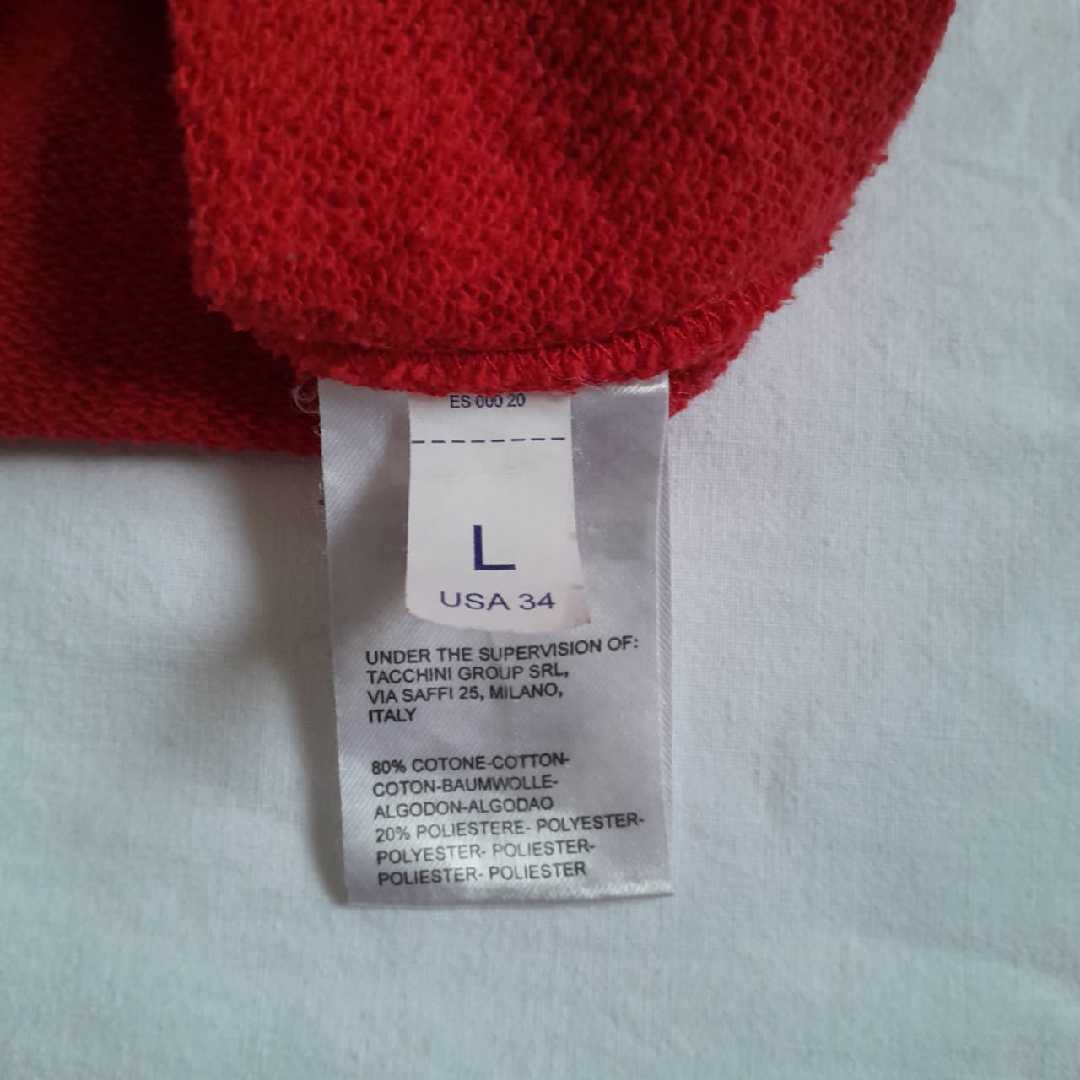 ES 000 20
L
USA 34
UNDER THE SUPERVISION OF:
TACCHINI GROUP SRL,
VIA SAFFI 25, MILANO,
ITALY
80% COTONE-COTTON-
COTON-BAUMWOLLE-
ALGODON-ALGODAO
20% POLIESTERE- POLYESTER-
POLYESTER- POLIESTER-
POLIESTER- POLIESTER